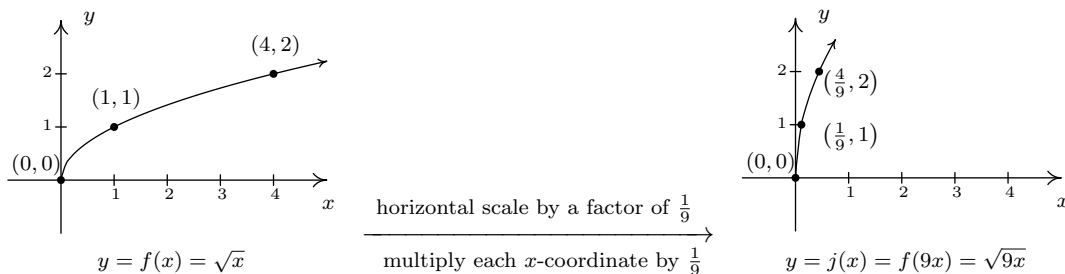 y
(4, 2)
2
(1, 1)
1
(0, 0)
1 2 3 4
x
y = f(x) = √x
horizontal scale by a factor of 1/9
multiply each x-coordinate by 1/9
y
2
(4/9, 2)
1
(1/9, 1)
(0, 0)
1 2 3 4
x
y = j(x) = f(9x) = √9x